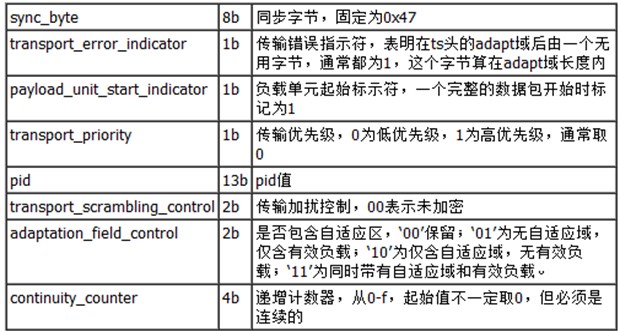 sync_byte 8b 同步字节，固定为0x47
transport_error_indicator 1b 传输错误指示符，表明在ts头的adapt域后由一个无
用字节，通常都为1，这个字节算在adapt域长度内
payload_unit_start_indicator 1b 负载单元起始标示符，一个完整的数据包开始时标
记为1
transport_priority 1b 传输优先级，0为低优先级，1为高优先级，通常取
0
pid 13b pid值
transport_scrambling_control 2b 传输加扰控制，00表示未加密
adaptation_field_control 2b 是否包含自适应区，‘00’保留；‘01’为无自适应域，
仅含有效负载；‘10’为仅含自适应域，无有效负
载；‘11’为同时带有自适应域和有效负载。
continuity_counter 4b 递增计数器，从0-f，起始值不一定取0，但必须是
连续的